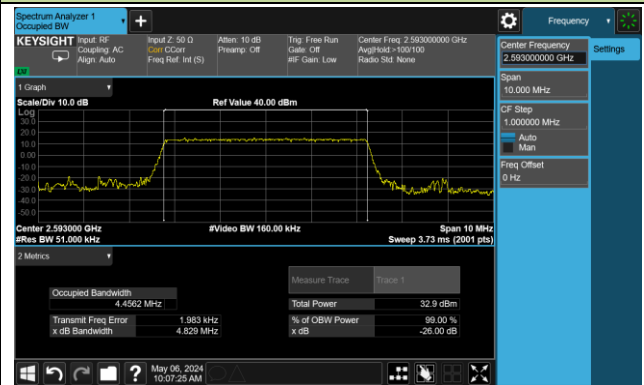 Spectrum Analyzer 1
Occupied BW
+
Frequency
KEYSIGHT
Input: RF
Coupling: AC
Align: Auto
Input Z: 50 Ω
Corr CCorr
Freq Ref: Int (S)
Atten: 10 dB
Preamp: Off
Trig: Free Run
Gate: Off
#IF Gain: Low
Center Freq: 2.593000000 GHz
Avg|Hold:>100/100
Radio Std: None
Center Frequency
2.593000000 GHz
Settings
Span
10.000 MHz
CF Step
1.000000 MHz
Auto
Man
Freq Offset
0 Hz
1 Graph
Scale/Div 10.0 dB
Ref Value 40.00 dBm
Log
30.0
20.0
10.0
0.00
-10.0
-20.0
-30.0
-40.0
-50.0
Center 2.593000 GHz
#Video BW 160.00 kHz
Span 10 MHz
#Res BW 51.000 kHz
Sweep 3.73 ms (2001 pts)
2 Metrics
Measure Trace
Trace 1
Occupied Bandwidth
4.4562 MHz
Total Power
32.9 dBm
Transmit Freq Error
1.983 kHz
% of OBW Power
99.00 %
x dB Bandwidth
4.829 MHz
x dB
-26.00 dB
?
May 06, 2024
10:07:25 AM